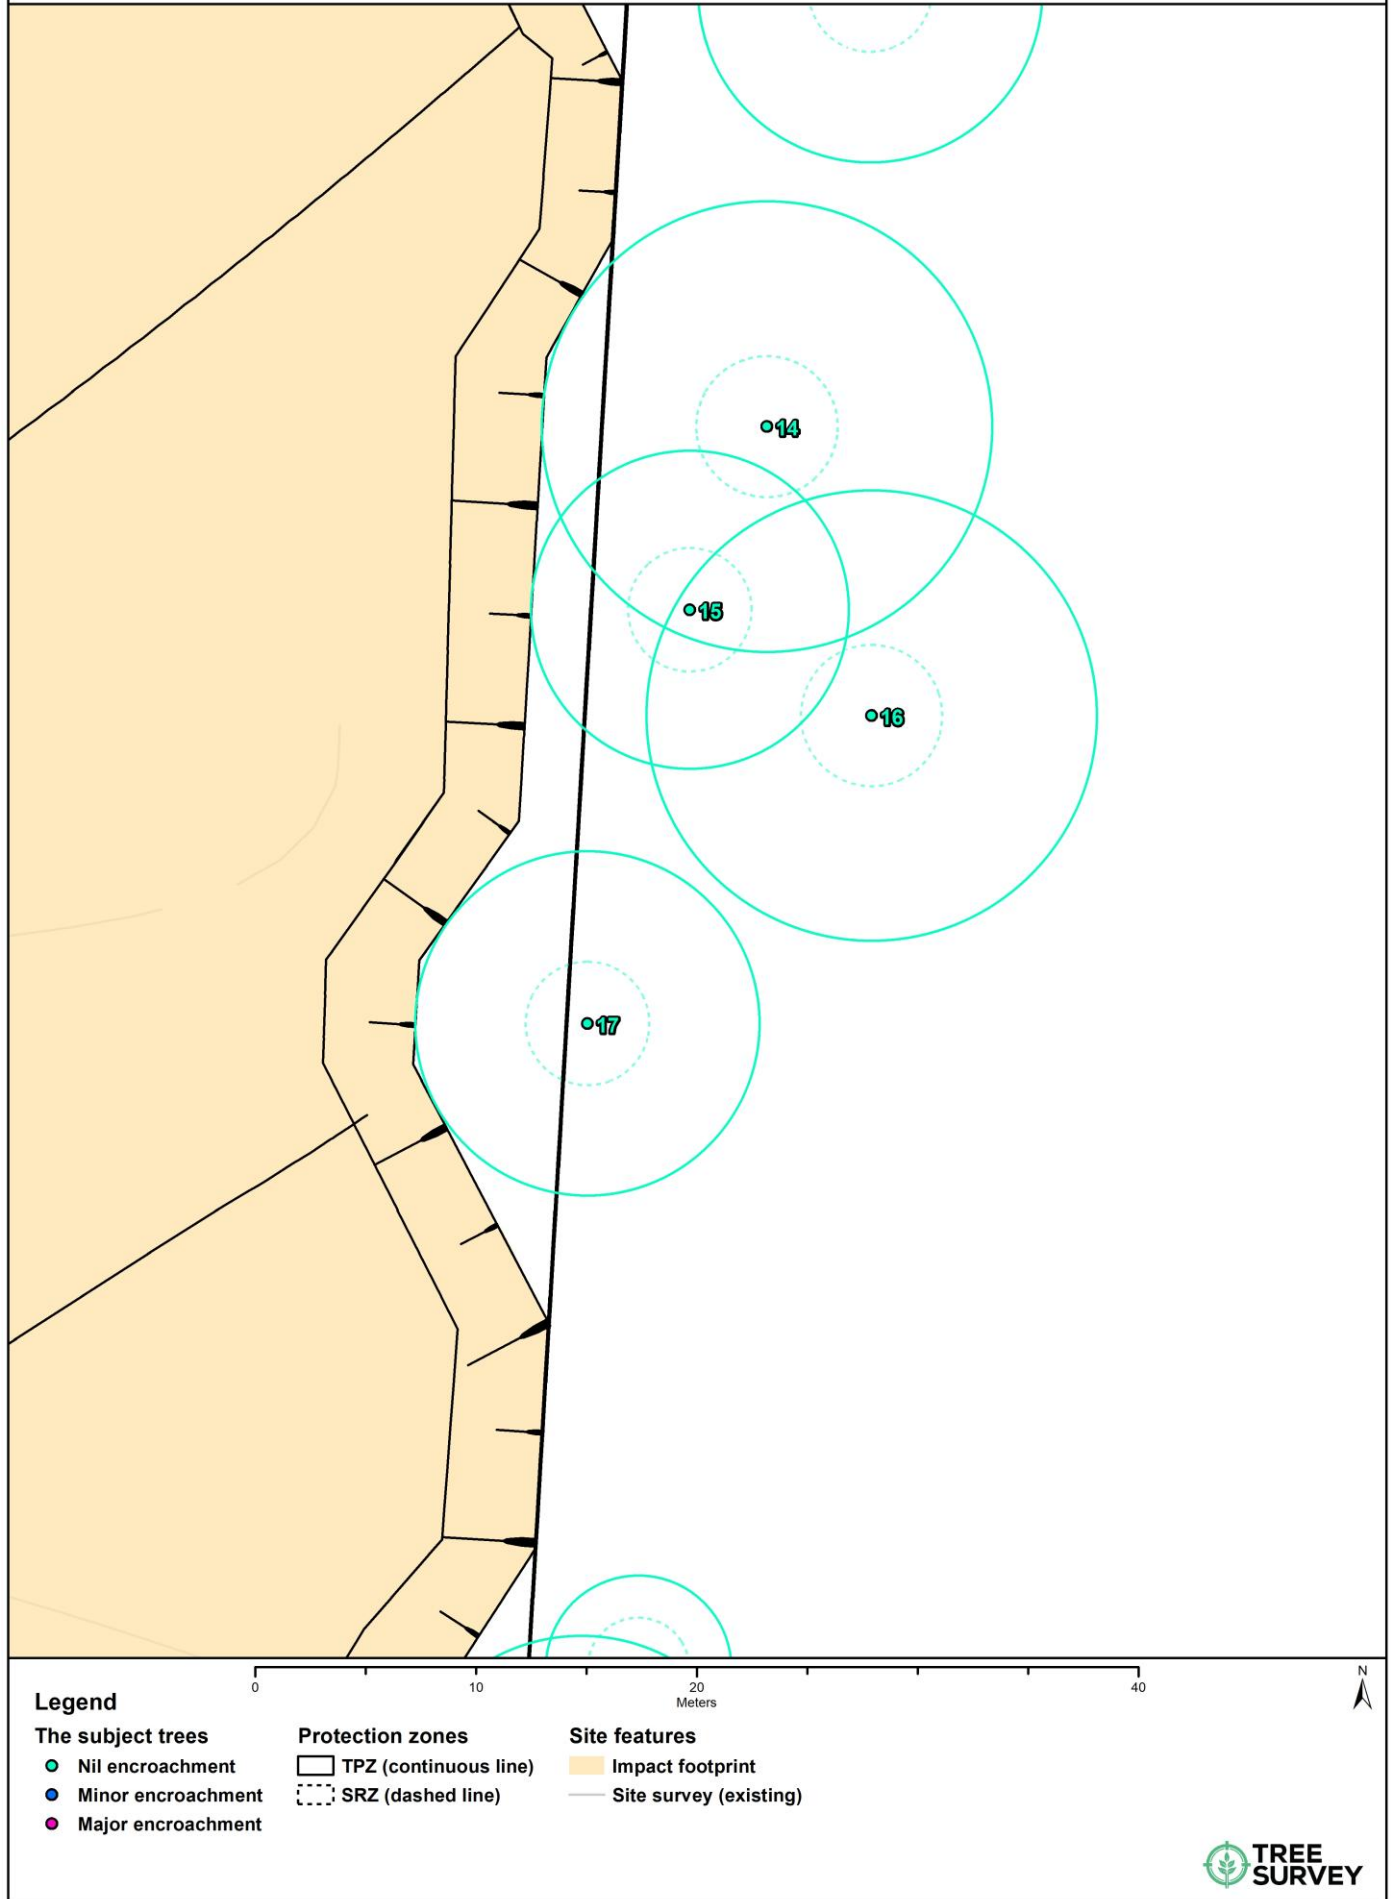 14
15
16
17
0 10 20 40
Meters
N
Legend
The subject trees
Nil encroachment
Minor encroachment
Major encroachment
Protection zones
TPZ (continuous line)
SRZ (dashed line)
Site features
Impact footprint
Site survey (existing)
TREE
SURVEY